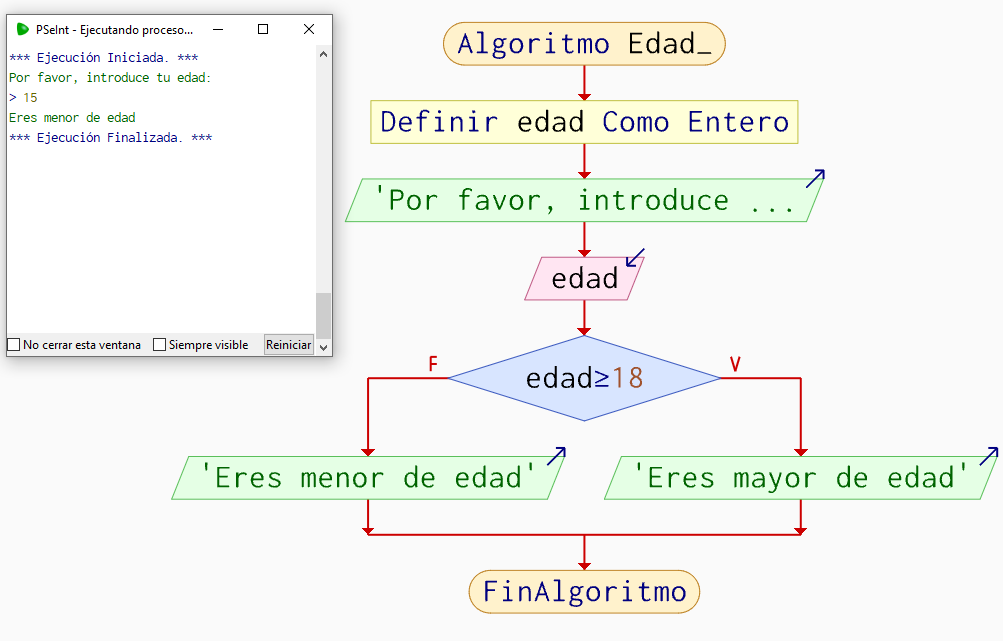 PSeInt - Ejecutando proceso...
*** Ejecución Iniciada. ***
Por favor, introduce tu edad:
> 15
Eres menor de edad
*** Ejecución Finalizada. ***
No cerrar esta ventana
Siempre visible
Reiniciar
Algoritmo Edad_
Definir edad Como Entero
'Por favor, introduce ...
edad
edad≥18
F
V
'Eres menor de edad'
'Eres mayor de edad'
FinAlgoritmo